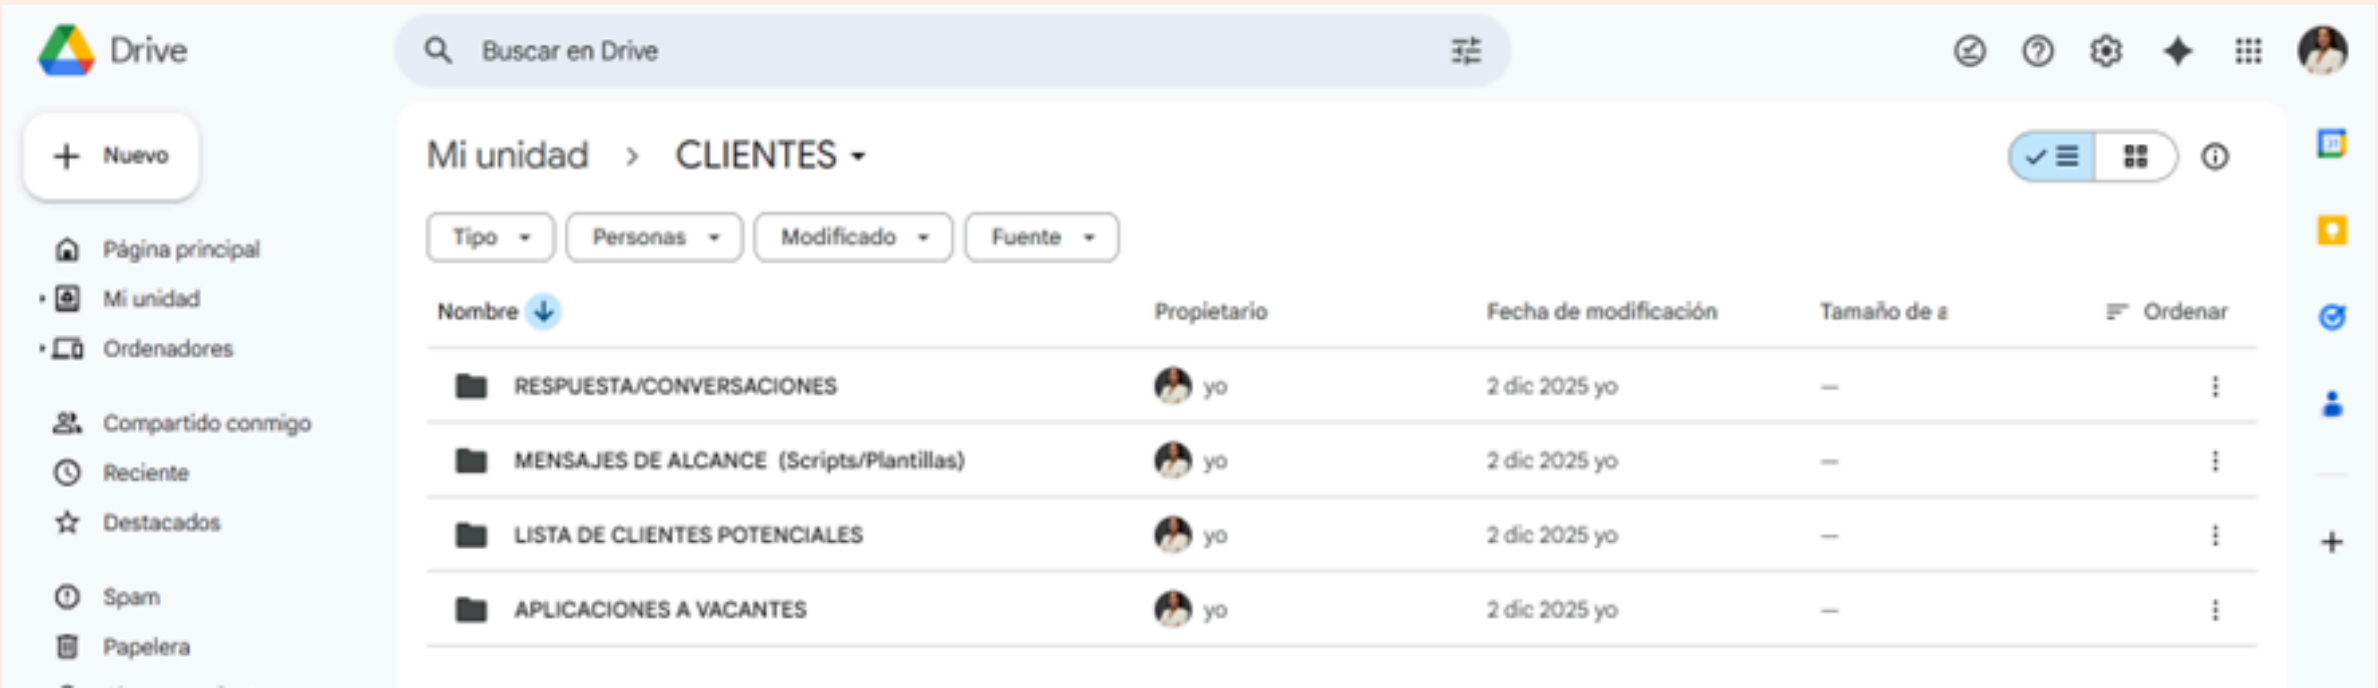 Drive
Buscar en Drive
Nuevo
Mi unidad > CLIENTES
Tipo Personas Modificado Fuente
Página principal
Mi unidad
Ordenadores
Compartido conmigo
Reciente
Destacados
Spam
Papelera
Nombre Propietario Fecha de modificación Tamaño de a Ordenar
RESPUESTA/CONVERSACIONES yo 2 dic 2025 yo —
MENSAJES DE ALCANCE (Scripts/Plantillas) yo 2 dic 2025 yo —
LISTA DE CLIENTES POTENCIALES yo 2 dic 2025 yo —
APLICACIONES A VACANTES yo 2 dic 2025 yo —
31